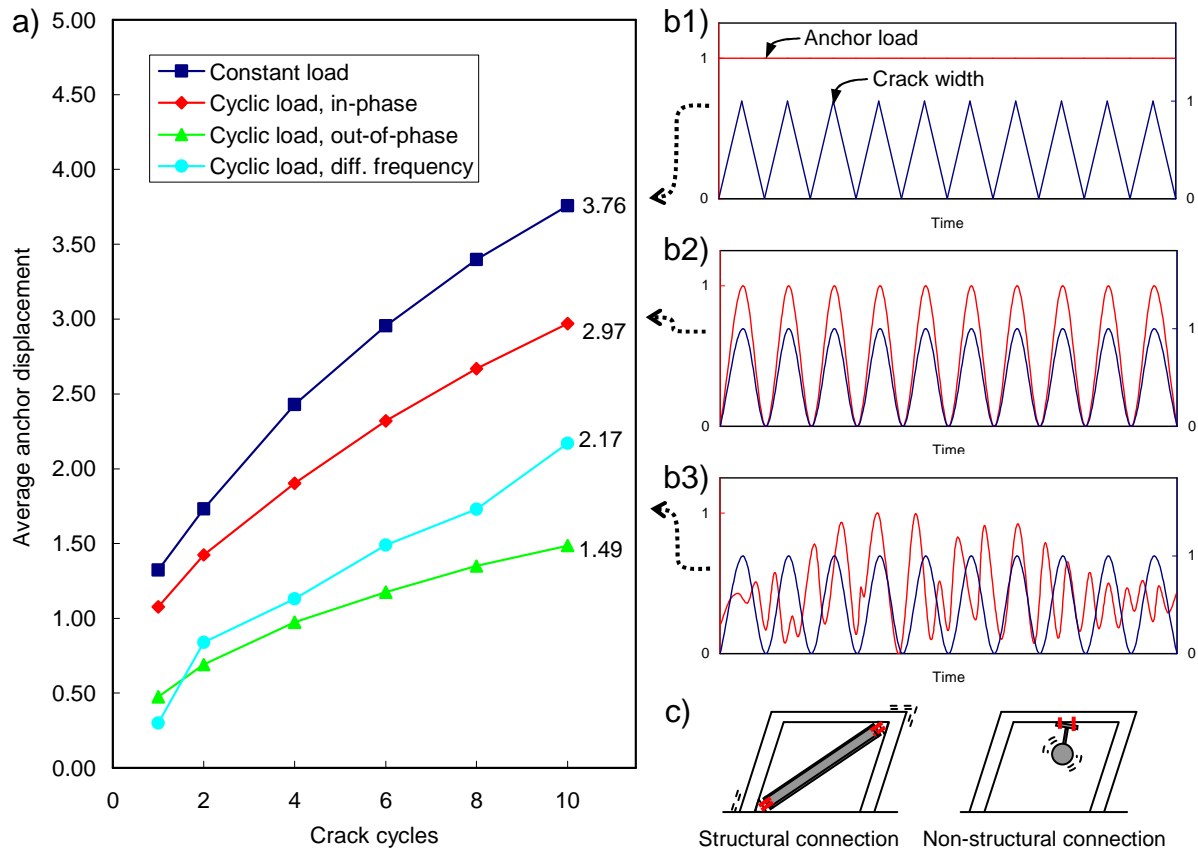 a)
5.00
4.50
4.00
3.50
3.00
2.50
2.00
1.50
1.00
0.50
0.00
Average anchor displacement
Constant load
Cyclic load, in-phase
Cyclic load, out-of-phase
Cyclic load, diff. frequency
3.76
2.97
2.17
1.49
0 2 4 6 8 10
Crack cycles
b1)
1
Anchor load
Crack width
1
0 0
Time
b2)
1
1
0 0
Time
b3)
1
1
0 0
Time
c)
Structural connection
Non-structural connection